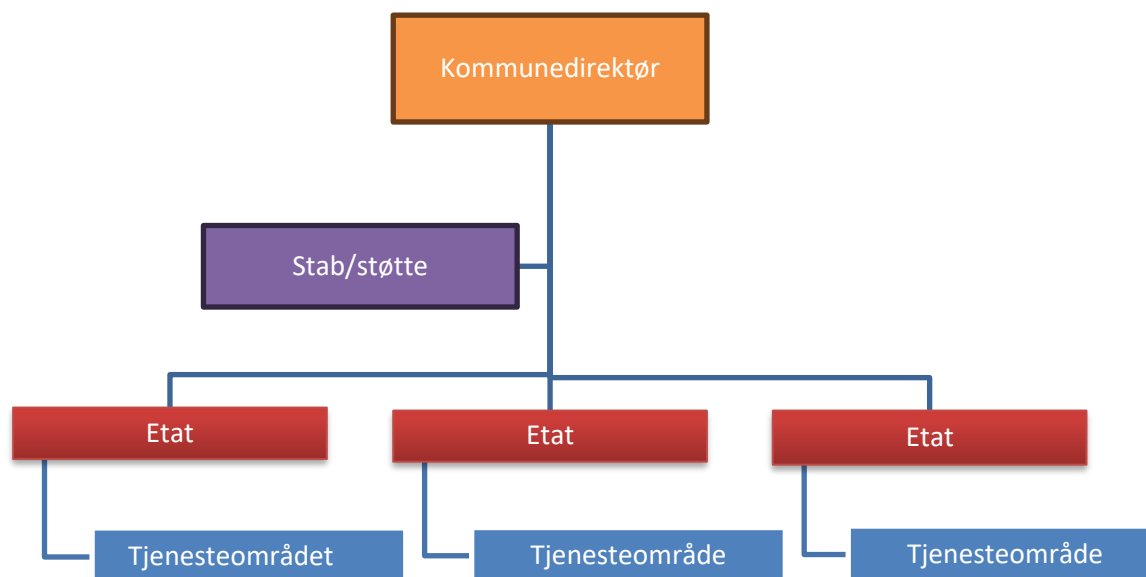 Kommunedirektør
Stab/støtte
Etat
Etat
Etat
Tjenesteområdet
Tjenesteområde
Tjenesteområde